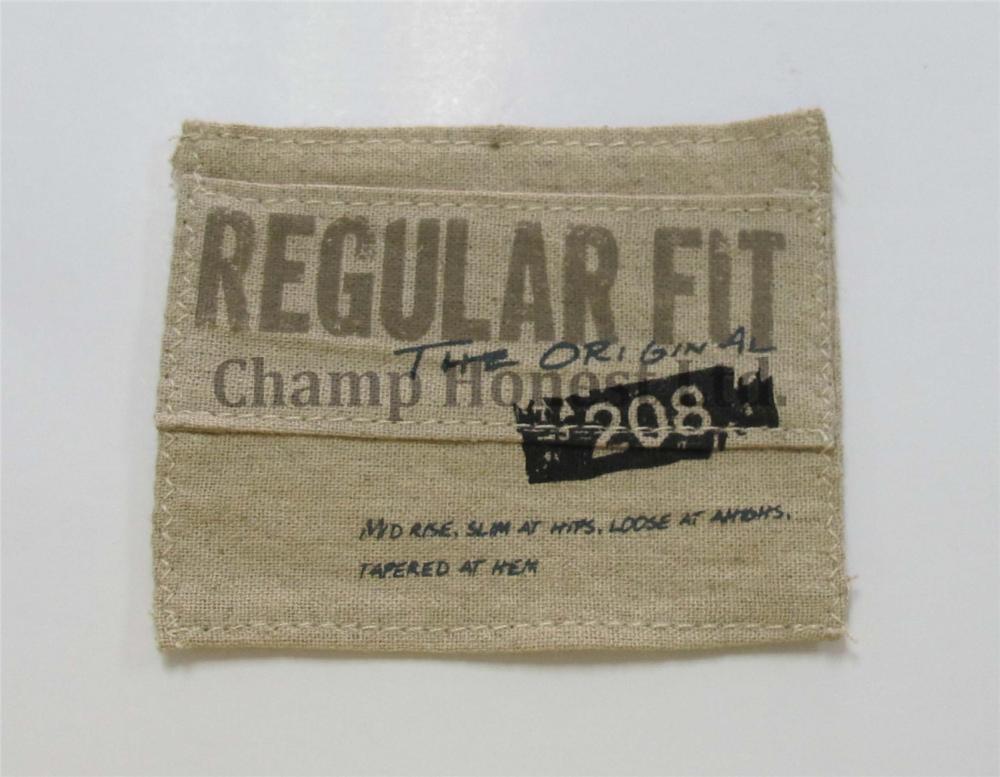 REGULAR FIT
THE ORIGINAL
Champ Honest Ltd.
208
MID RISE, SLIM AT HIPS, LOOSE AT AHIGHS,
TAPERED AT HEM